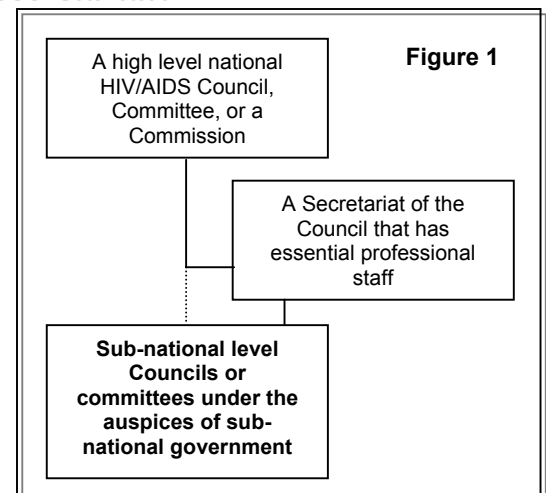 Figure 1
A high level national
HIV/AIDS Council,
Committee, or a
Commission
A Secretariat of the
Council that has
essential professional
staff
Sub-national level
Councils or
committees under the
auspices of sub-
national government